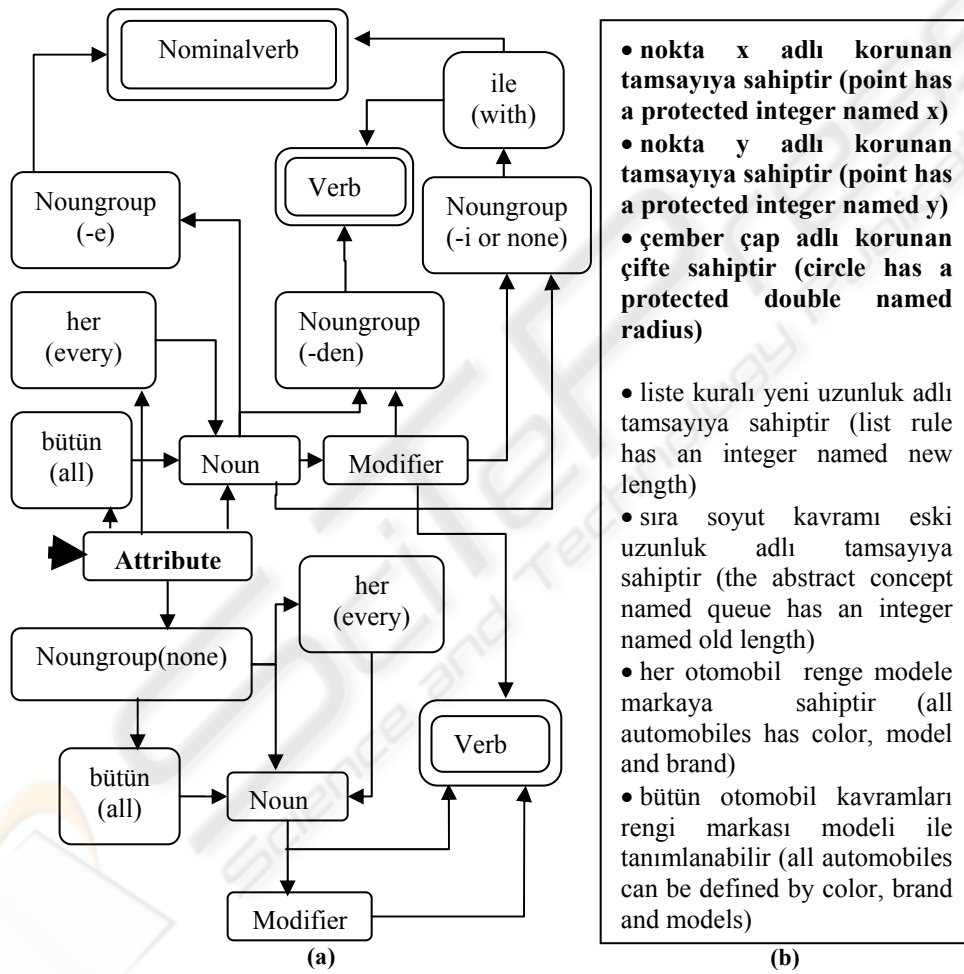 Nominalverb
ile
(with)
Verb
Noungroup
(-e)
Noungroup
(-i or none)
her
(every)
Noungroup
(-den)
bütün
(all)
Noun
Modifier
Attribute
her
(every)
Noungroup(none)
Verb
bütün
(all)
Noun
Modifier
(a)
• nokta x adlı korunan
tamsayıya sahiptir (point has
a protected integer named x)
• nokta y adlı korunan
tamsayıya sahiptir (point has
a protected integer named y)
• çember çap adlı korunan
çifte sahiptir (circle has a
protected double named
radius)
• liste kuralı yeni uzunluk adlı
tamsayıya sahiptir (list rule
has an integer named new
length)
• sıra soyut kavramı eski
uzunluk adlı tamsayıya
sahiptir (the abstract concept
named queue has an integer
named old length)
• her otomobil renge modele
markaya sahiptir (all
automobiles has color, model
and brand)
• bütün otomobil kavramları
rengi markası modeli ile
tanımlanabilir (all automobiles
can be defined by color, brand
and models)
(b)
SciTePress
Science and Technology Publications